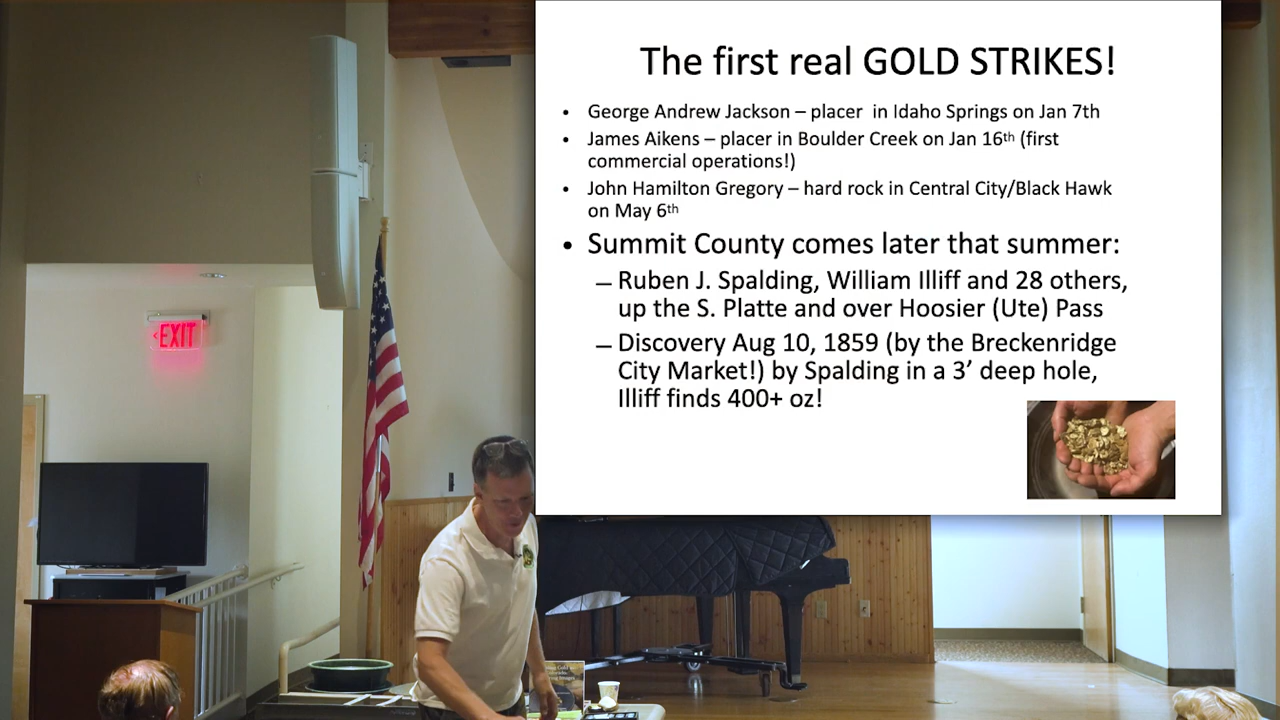 The first real GOLD STRIKES!
• George Andrew Jackson – placer in Idaho Springs on Jan 7th
• James Aikens – placer in Boulder Creek on Jan 16th (first
commercial operations!)
• John Hamilton Gregory – hard rock in Central City/Black Hawk
on May 6th
• Summit County comes later that summer:
– Ruben J. Spalding, William Illiff and 28 others,
up the S. Platte and over Hoosier (Ute) Pass
– Discovery Aug 10, 1859 (by the Breckenridge
City Market!) by Spalding in a 3’ deep hole,
Illiff finds 400+ oz!
<EXIT